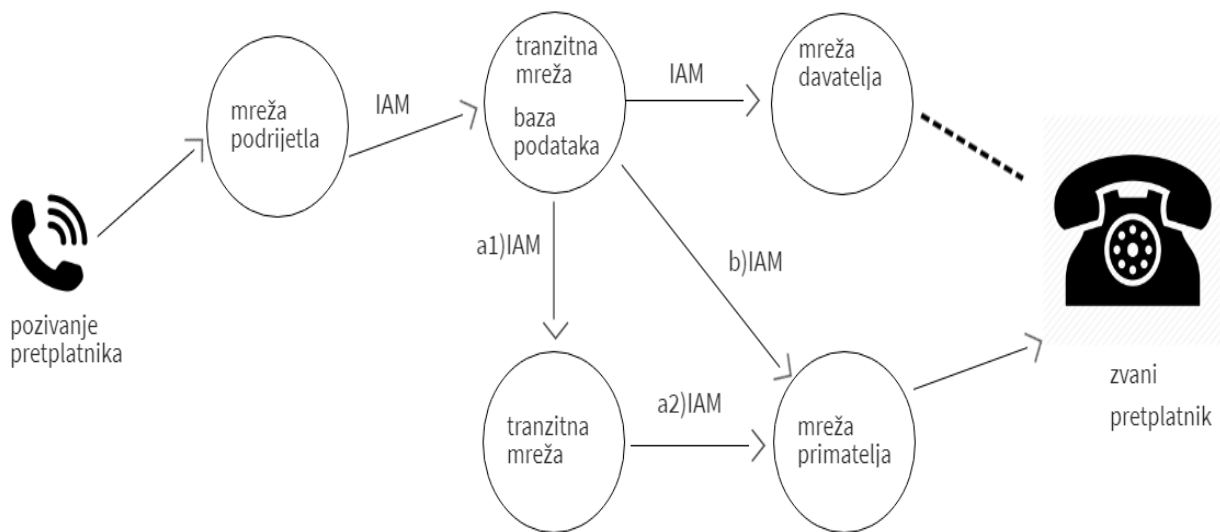 tranzitna
mreža
baza
podataka
mreža
davatelja
IAM
IAM
mreža
podrijetla
a1)IAM
b)IAM
pozivanje
pretplatnika
a2)IAM
tranzitna
mreža
mreža
primatelja
zvani
pretplatnik